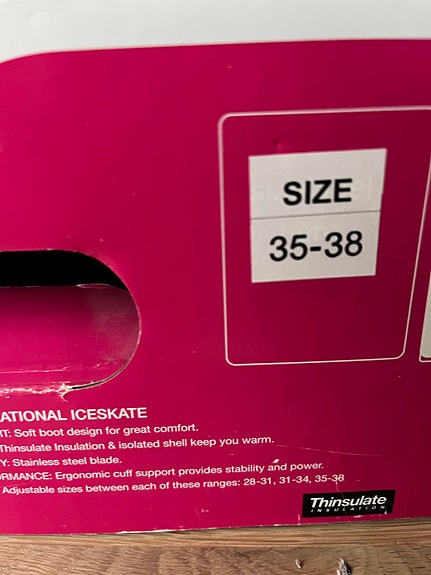 SIZE
35-38
ATIONAL ICESKATE
IT: Soft boot design for great comfort.
Thinsulate Insulation & isolated shell keep you warm.
Y: Stainless steel blade.
ORMANCE: Ergonomic cuff support provides stability and power.
Adjustable sizes between each of these ranges: 28-31, 31-34, 35-38
Thinsulate
INSULATION